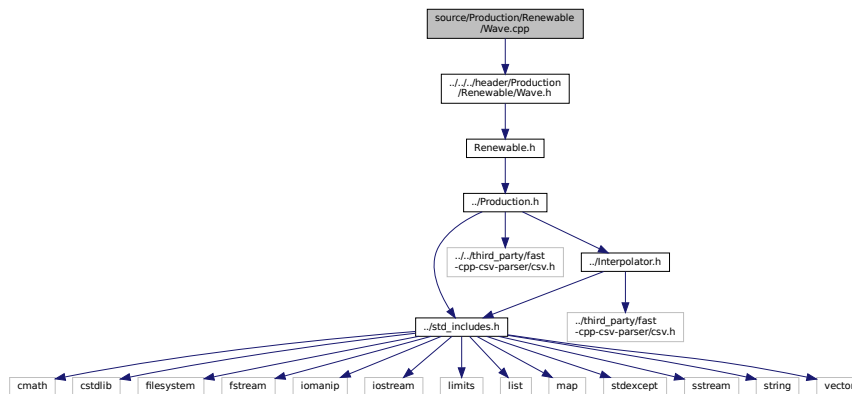 source/Production/Renewable
/Wave.cpp
../../../header/Production
/Renewable/Wave.h
Renewable.h
../Production.h
../../third_party/fast
-cpp-csv-parser/csv.h
../Interpolator.h
../std_includes.h
../third_party/fast
-cpp-csv-parser/csv.h
cmath
cstdlib
filesystem
fstream
iomanip
iostream
limits
list
map
stdexcept
sstream
string
vector